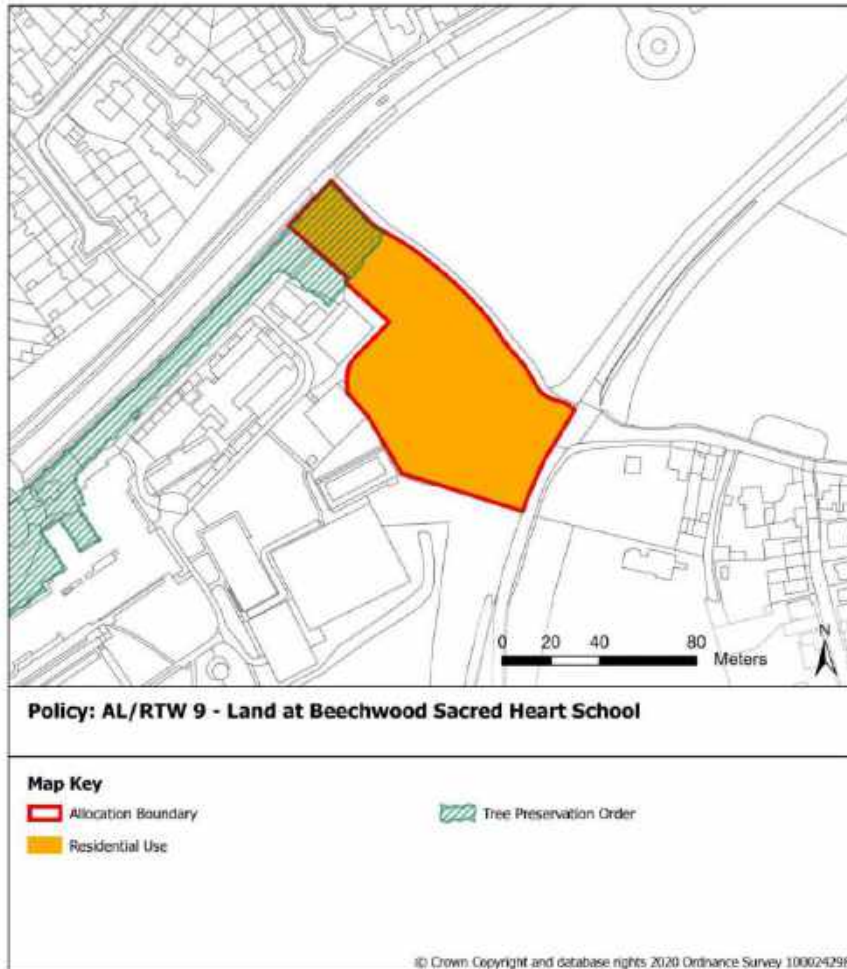 N
0 20 40 80
Meters
Policy: AL/RTW 9 - Land at Beechwood Sacred Heart School
Map Key
Allocation Boundary
Tree Preservation Order
Residential Use
© Crown Copyright and database rights 2020 Ordnance Survey 100024298